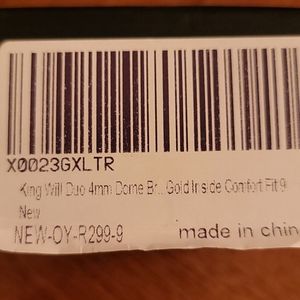 X0023GXLTR
King Will Duo 4mm Dome Br...Gold Inside Comfort Fit 9
New
NEW-OY-R299-9
made in chin